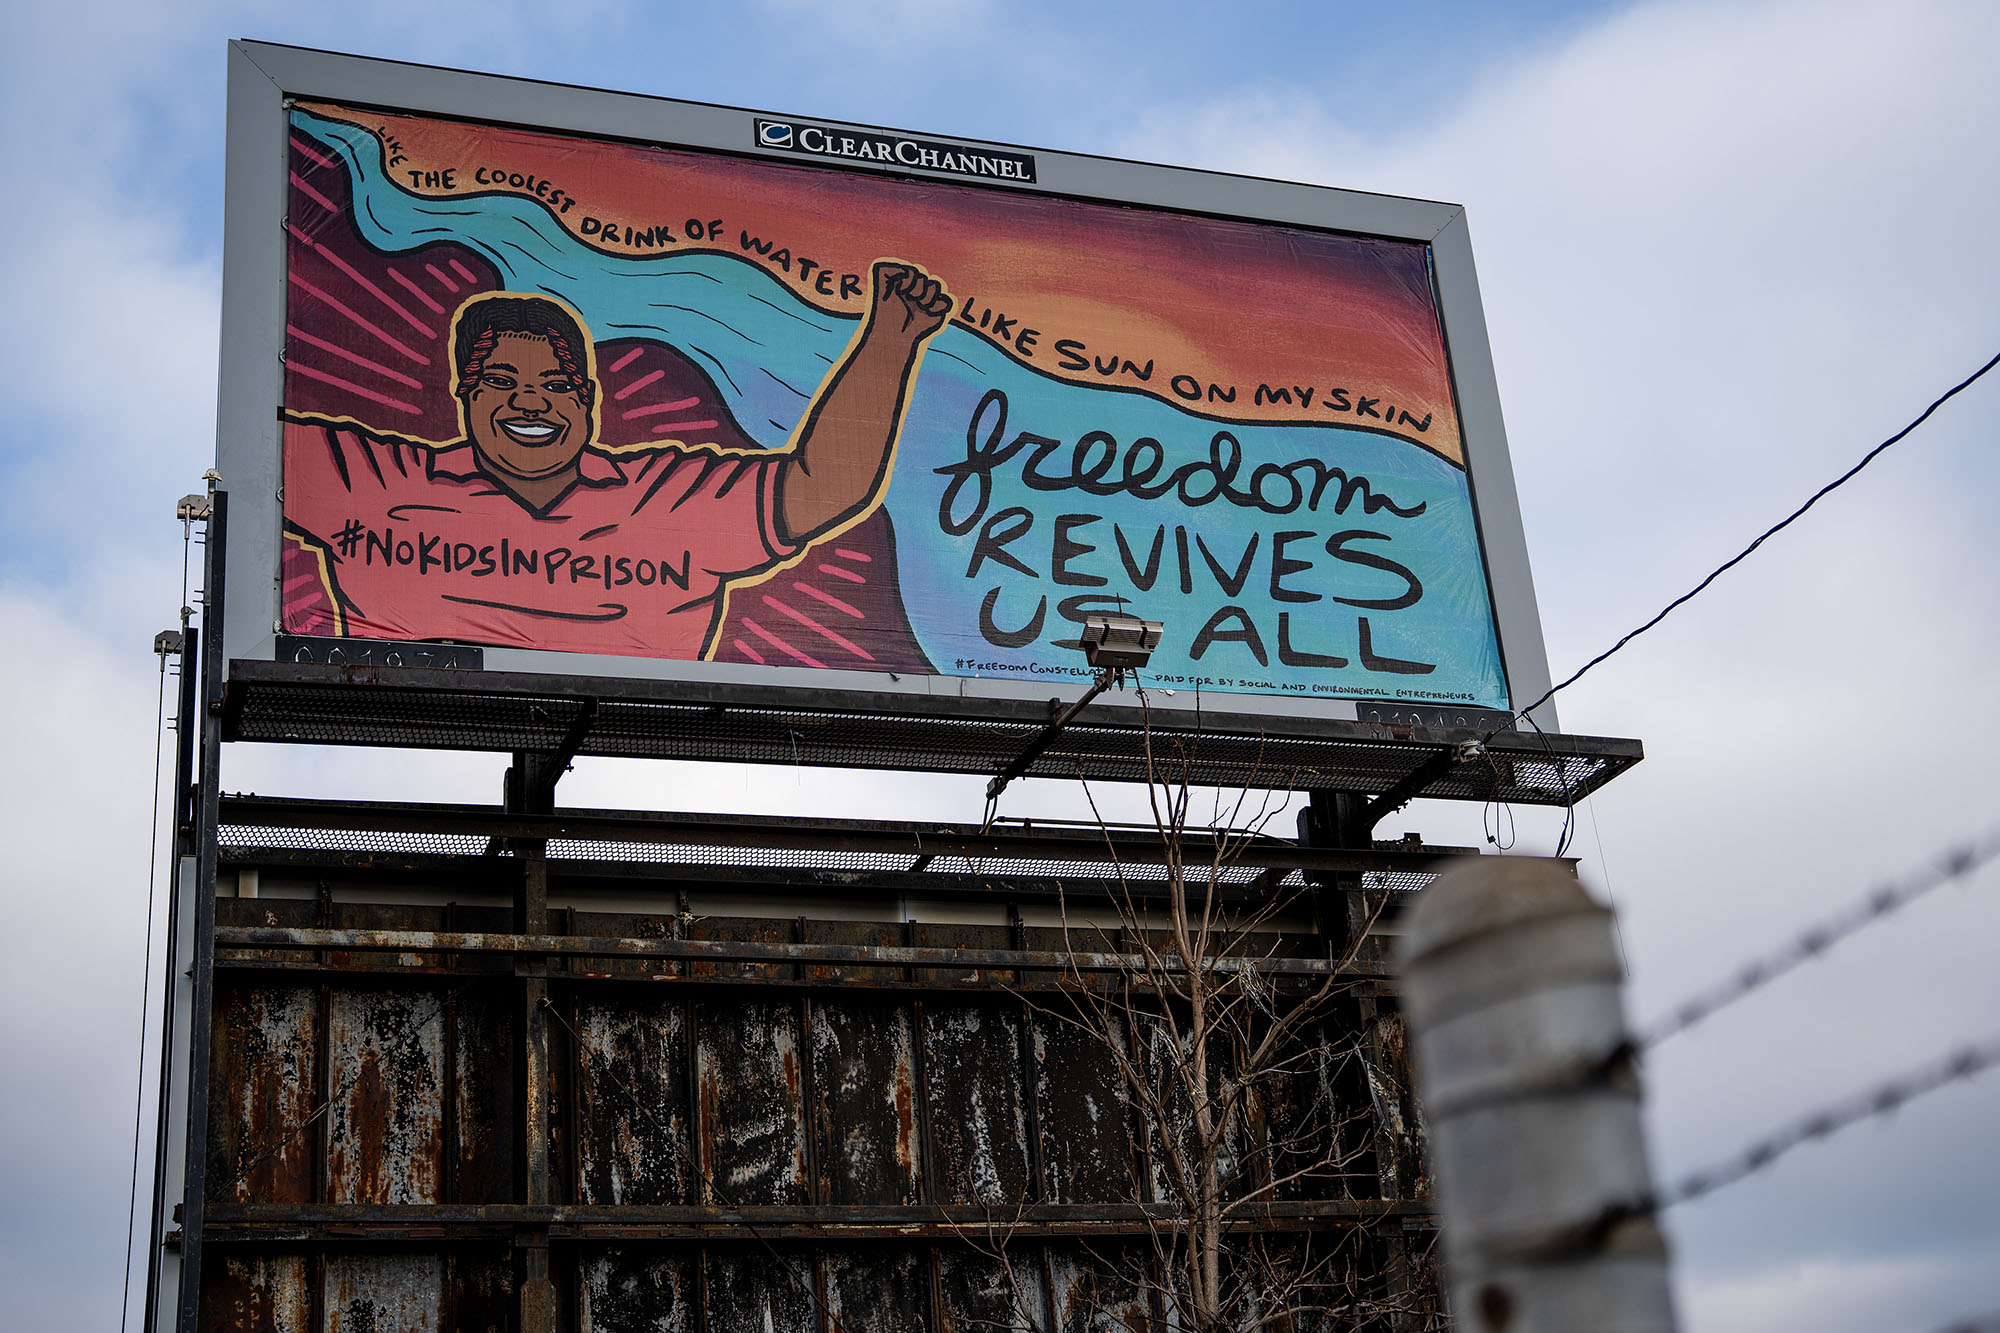 CLEARCHANNEL
LIKE THE COOLEST DRINK OF WATER LIKE SUN ON MY SKIN
freedom
REVIVES
US ALL
#NOKIDSINPRISON
PAID FOR BY SOCIAL AND ENVIRONMENTAL ENTREPRENEURS
001971